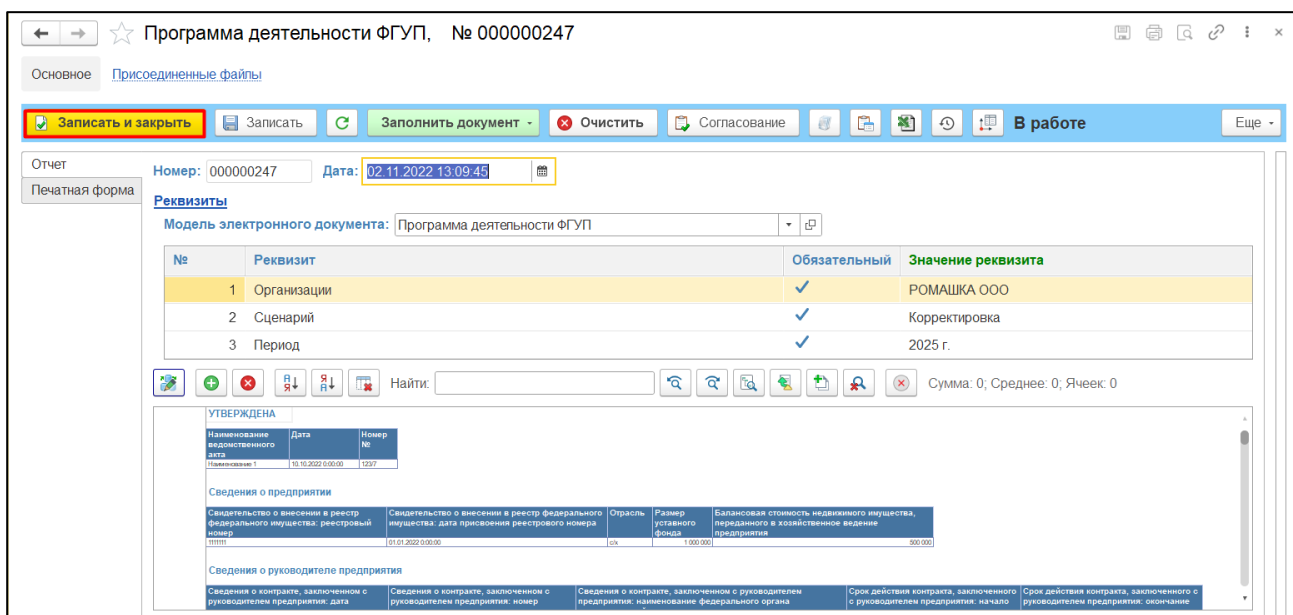 Программа деятельности ФГУП, № 000000247
Основное Присоединенные файлы
Записать и закрыть Записать Заполнить документ Очистить Согласование В работе Еще
Отчет
Печатная форма
Номер: 000000247 Дата: 02.11.2022 13:09:45
Реквизиты
Модель электронного документа: Программа деятельности ФГУП
№ Реквизит Обязательный Значение реквизита
1 Организации РОМАШКА ООО
2 Сценарий Корректировка
3 Период 2025 г.
Найти: Сумма: 0; Среднее: 0; Ячеек: 0
УТВЕРЖДЕНА
Наименование Дата Номер
ведомственного №
акта
Наименование 1 10.10.2022 0:00:00 123/7
Сведения о предприятии
Свидетельство о внесении в реестр Свидетельство о внесении в реестр федерального Отрасль Размер Балансовая стоимость недвижимого имущества,
федерального имущества: реестровый имущества: дата присвоения реестрового номера уставного переданного в хозяйственное ведение
номер фонда предприятия
1111111 01.01.2022 0:00:00 с/х 1 000 000 500 000
Сведения о руководителе предприятия
Сведения о контракте, заключенном с Сведения о контракте, заключенном с Сведения о контракте, заключенном с руководителем Срок действия контракта, заключенного Срок действия контракта, заключенного с
руководителем предприятия: дата руководителем предприятия: номер предприятия: наименование федерального органа с руководителем предприятия: начало руководителем предприятия: окончание